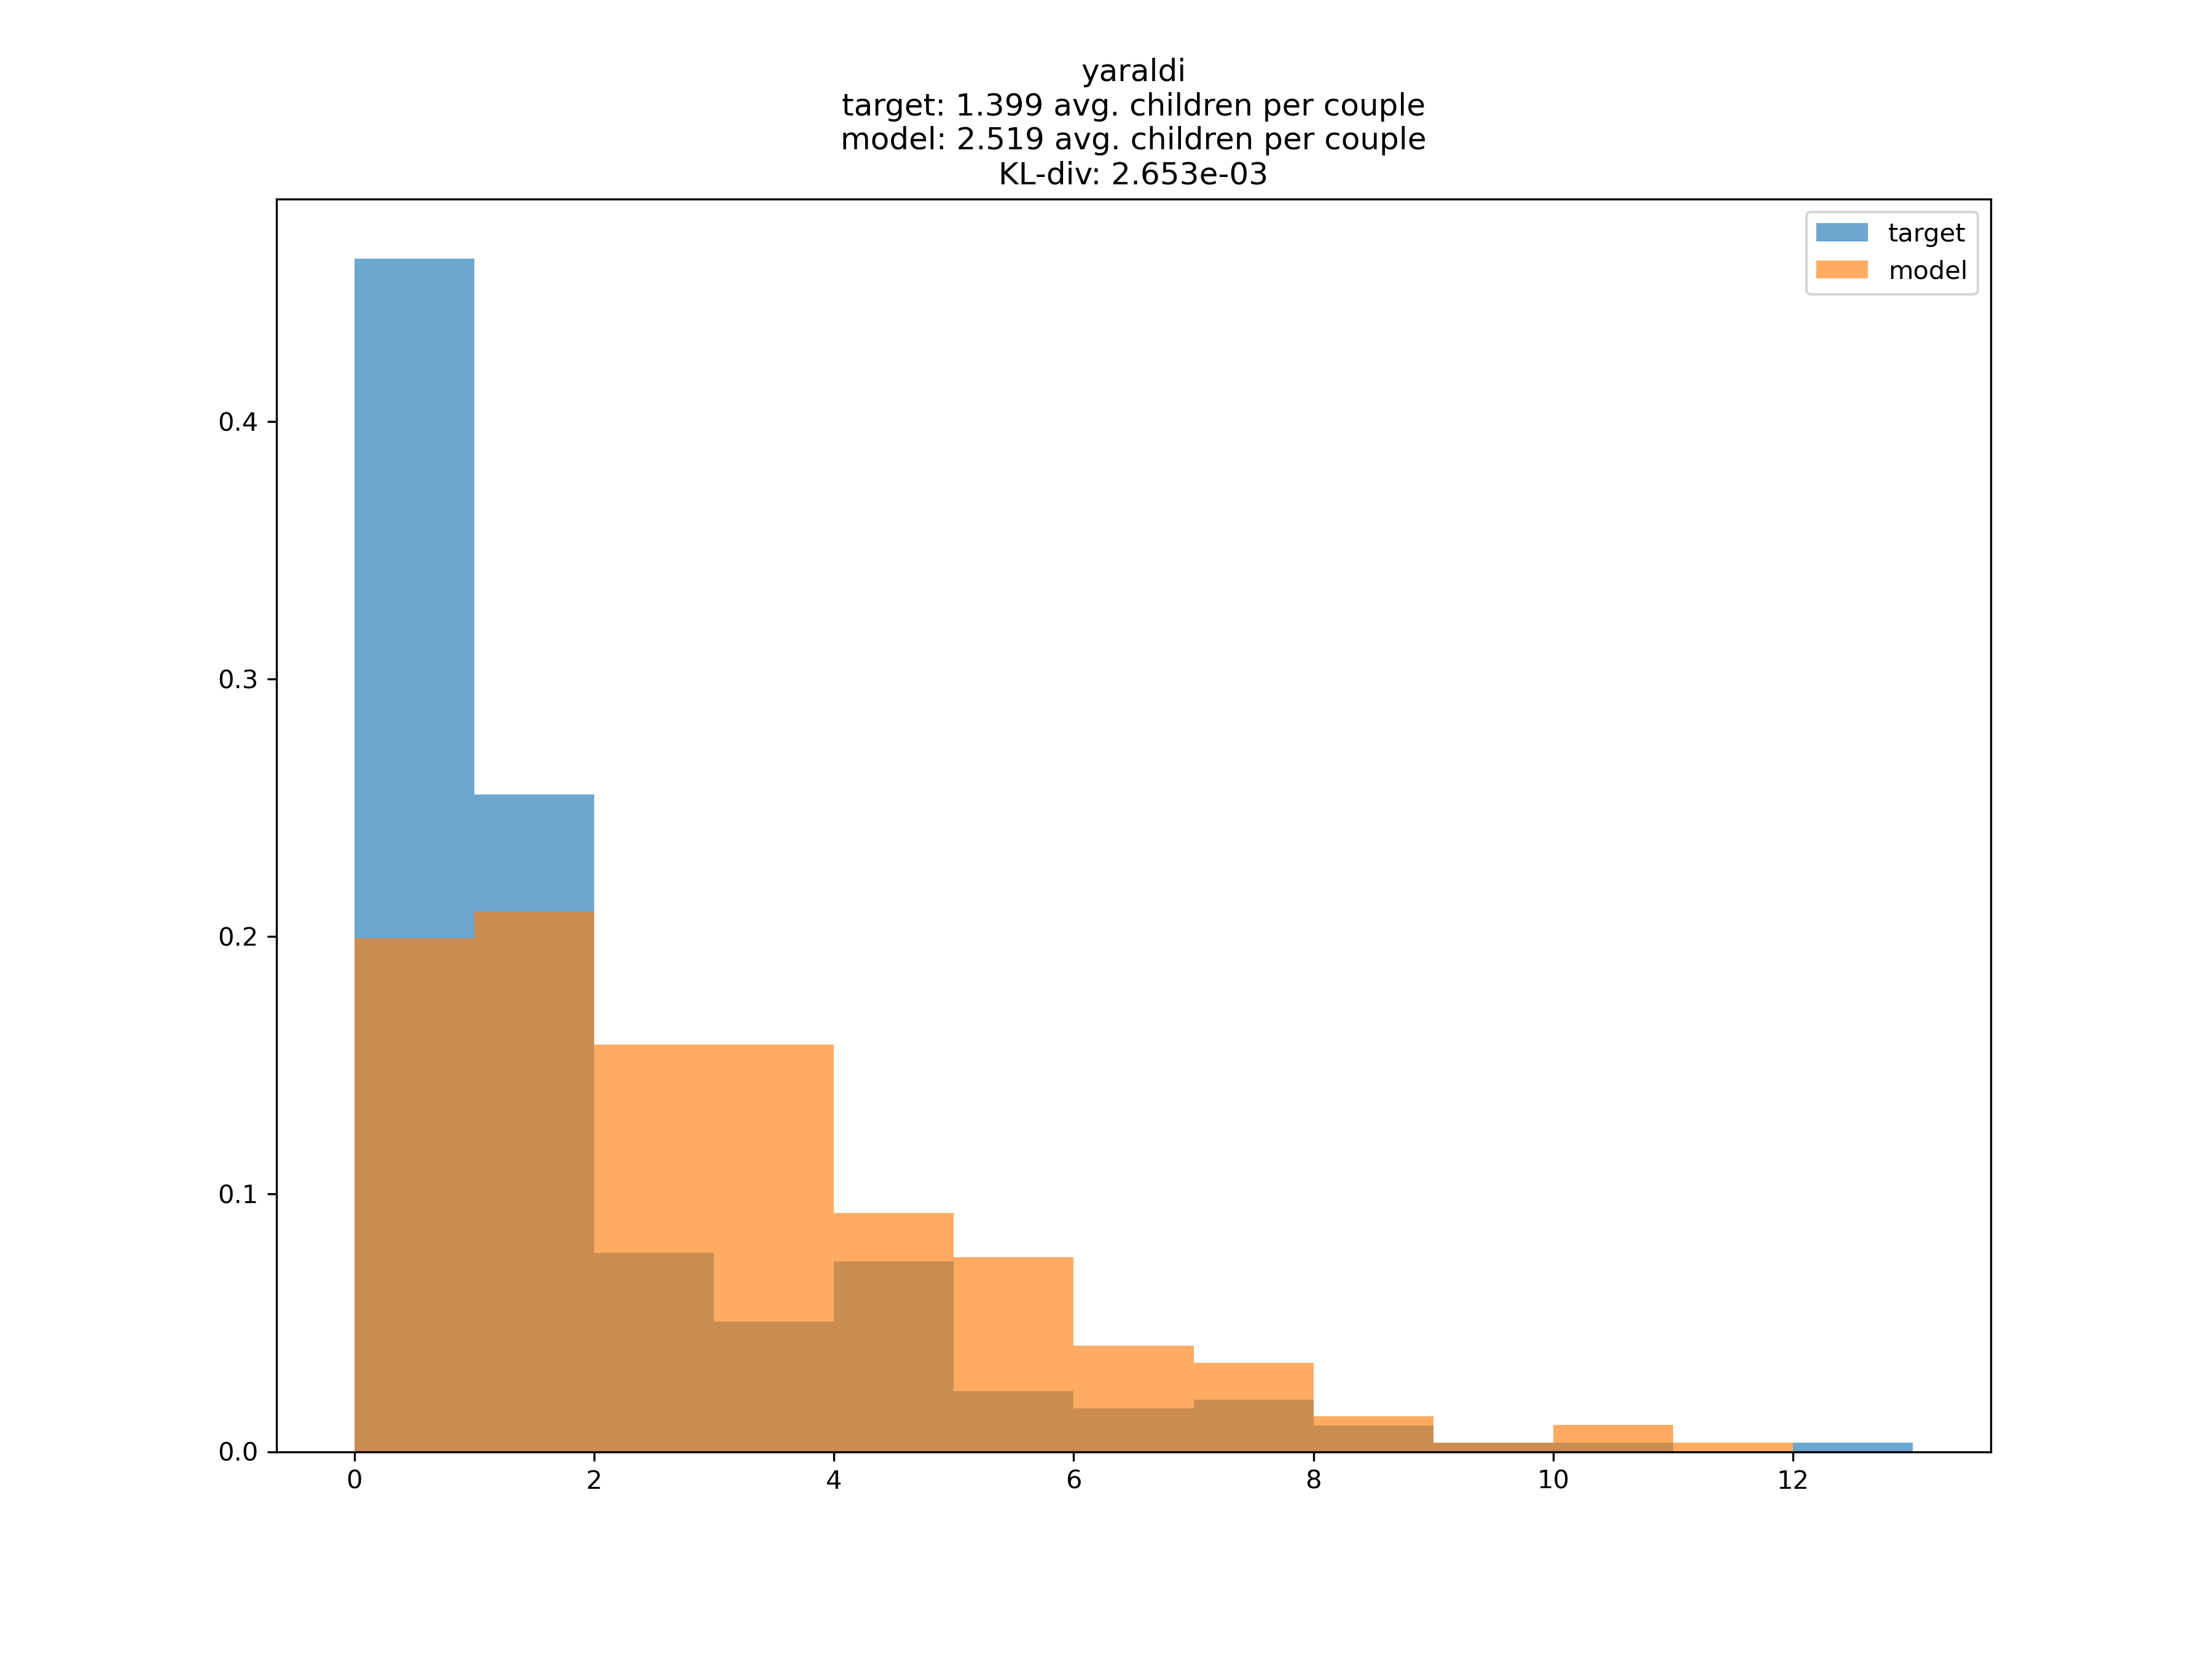 yaraldi
target: 1.399 avg. children per couple
model: 2.519 avg. children per couple
KL-div: 2.653e-03
target
model
0.4
0.3
0.2
0.1
0.0
0 2 4 6 8 10 12